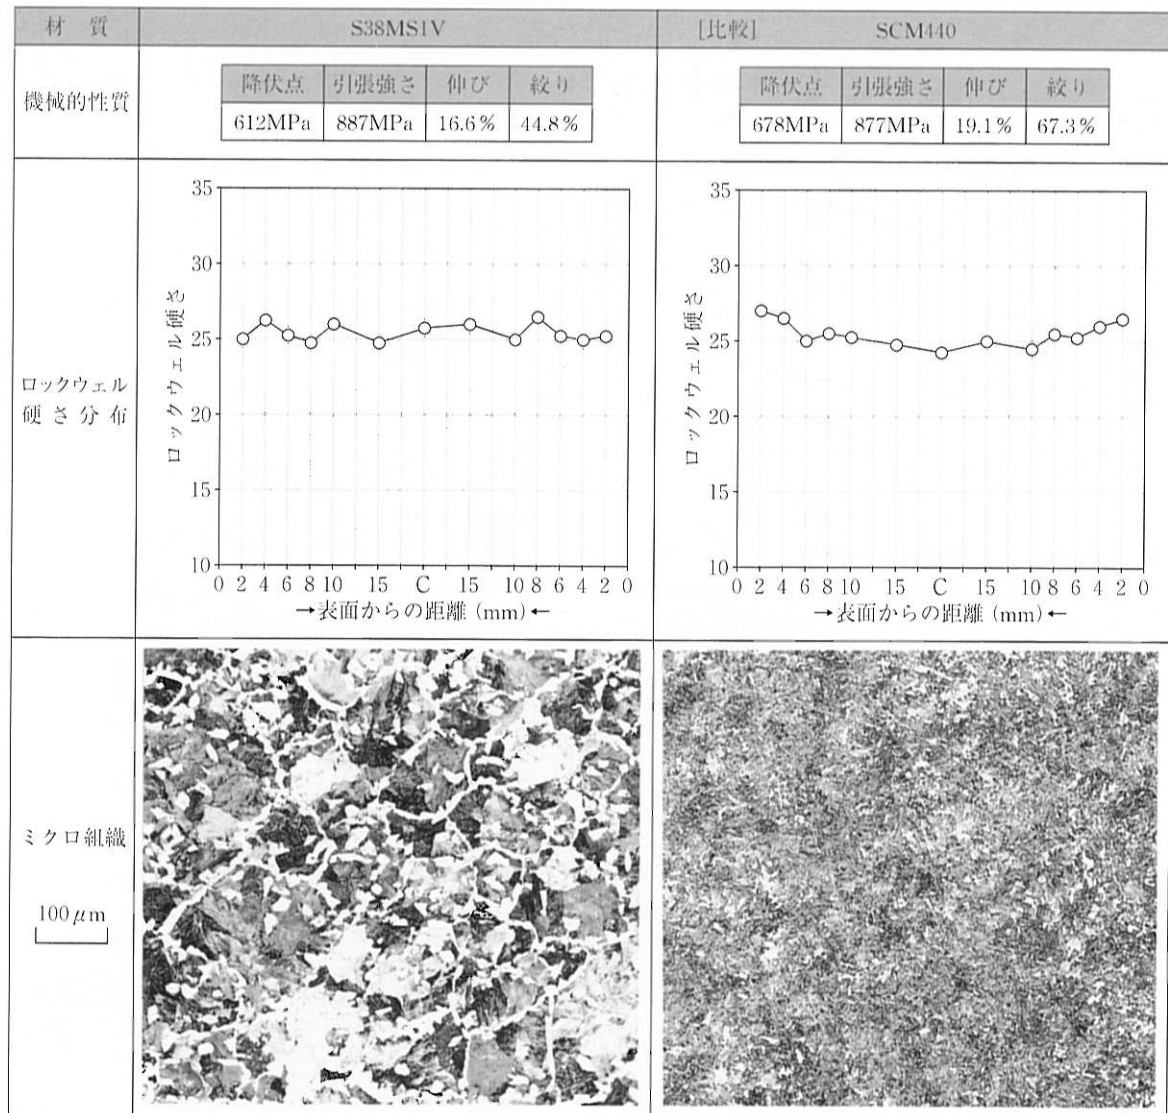 材質 S38MS1V [比較] SCM440
機械的性質
降伏点 引張強さ 伸び 絞り
612MPa 887MPa 16.6% 44.8%
降伏点 引張強さ 伸び 絞り
678MPa 877MPa 19.1% 67.3%
ロックウェル
硬さ分布
ロックウェル硬さ
35
30
25
20
15
10
0 2 4 6 8 10 15 C 15 10 8 6 4 2 0
→表面からの距離(mm)←
ロックウェル硬さ
35
30
25
20
15
10
0 2 4 6 8 10 15 C 15 10 8 6 4 2 0
→表面からの距離(mm)←
ミクロ組織
100μm